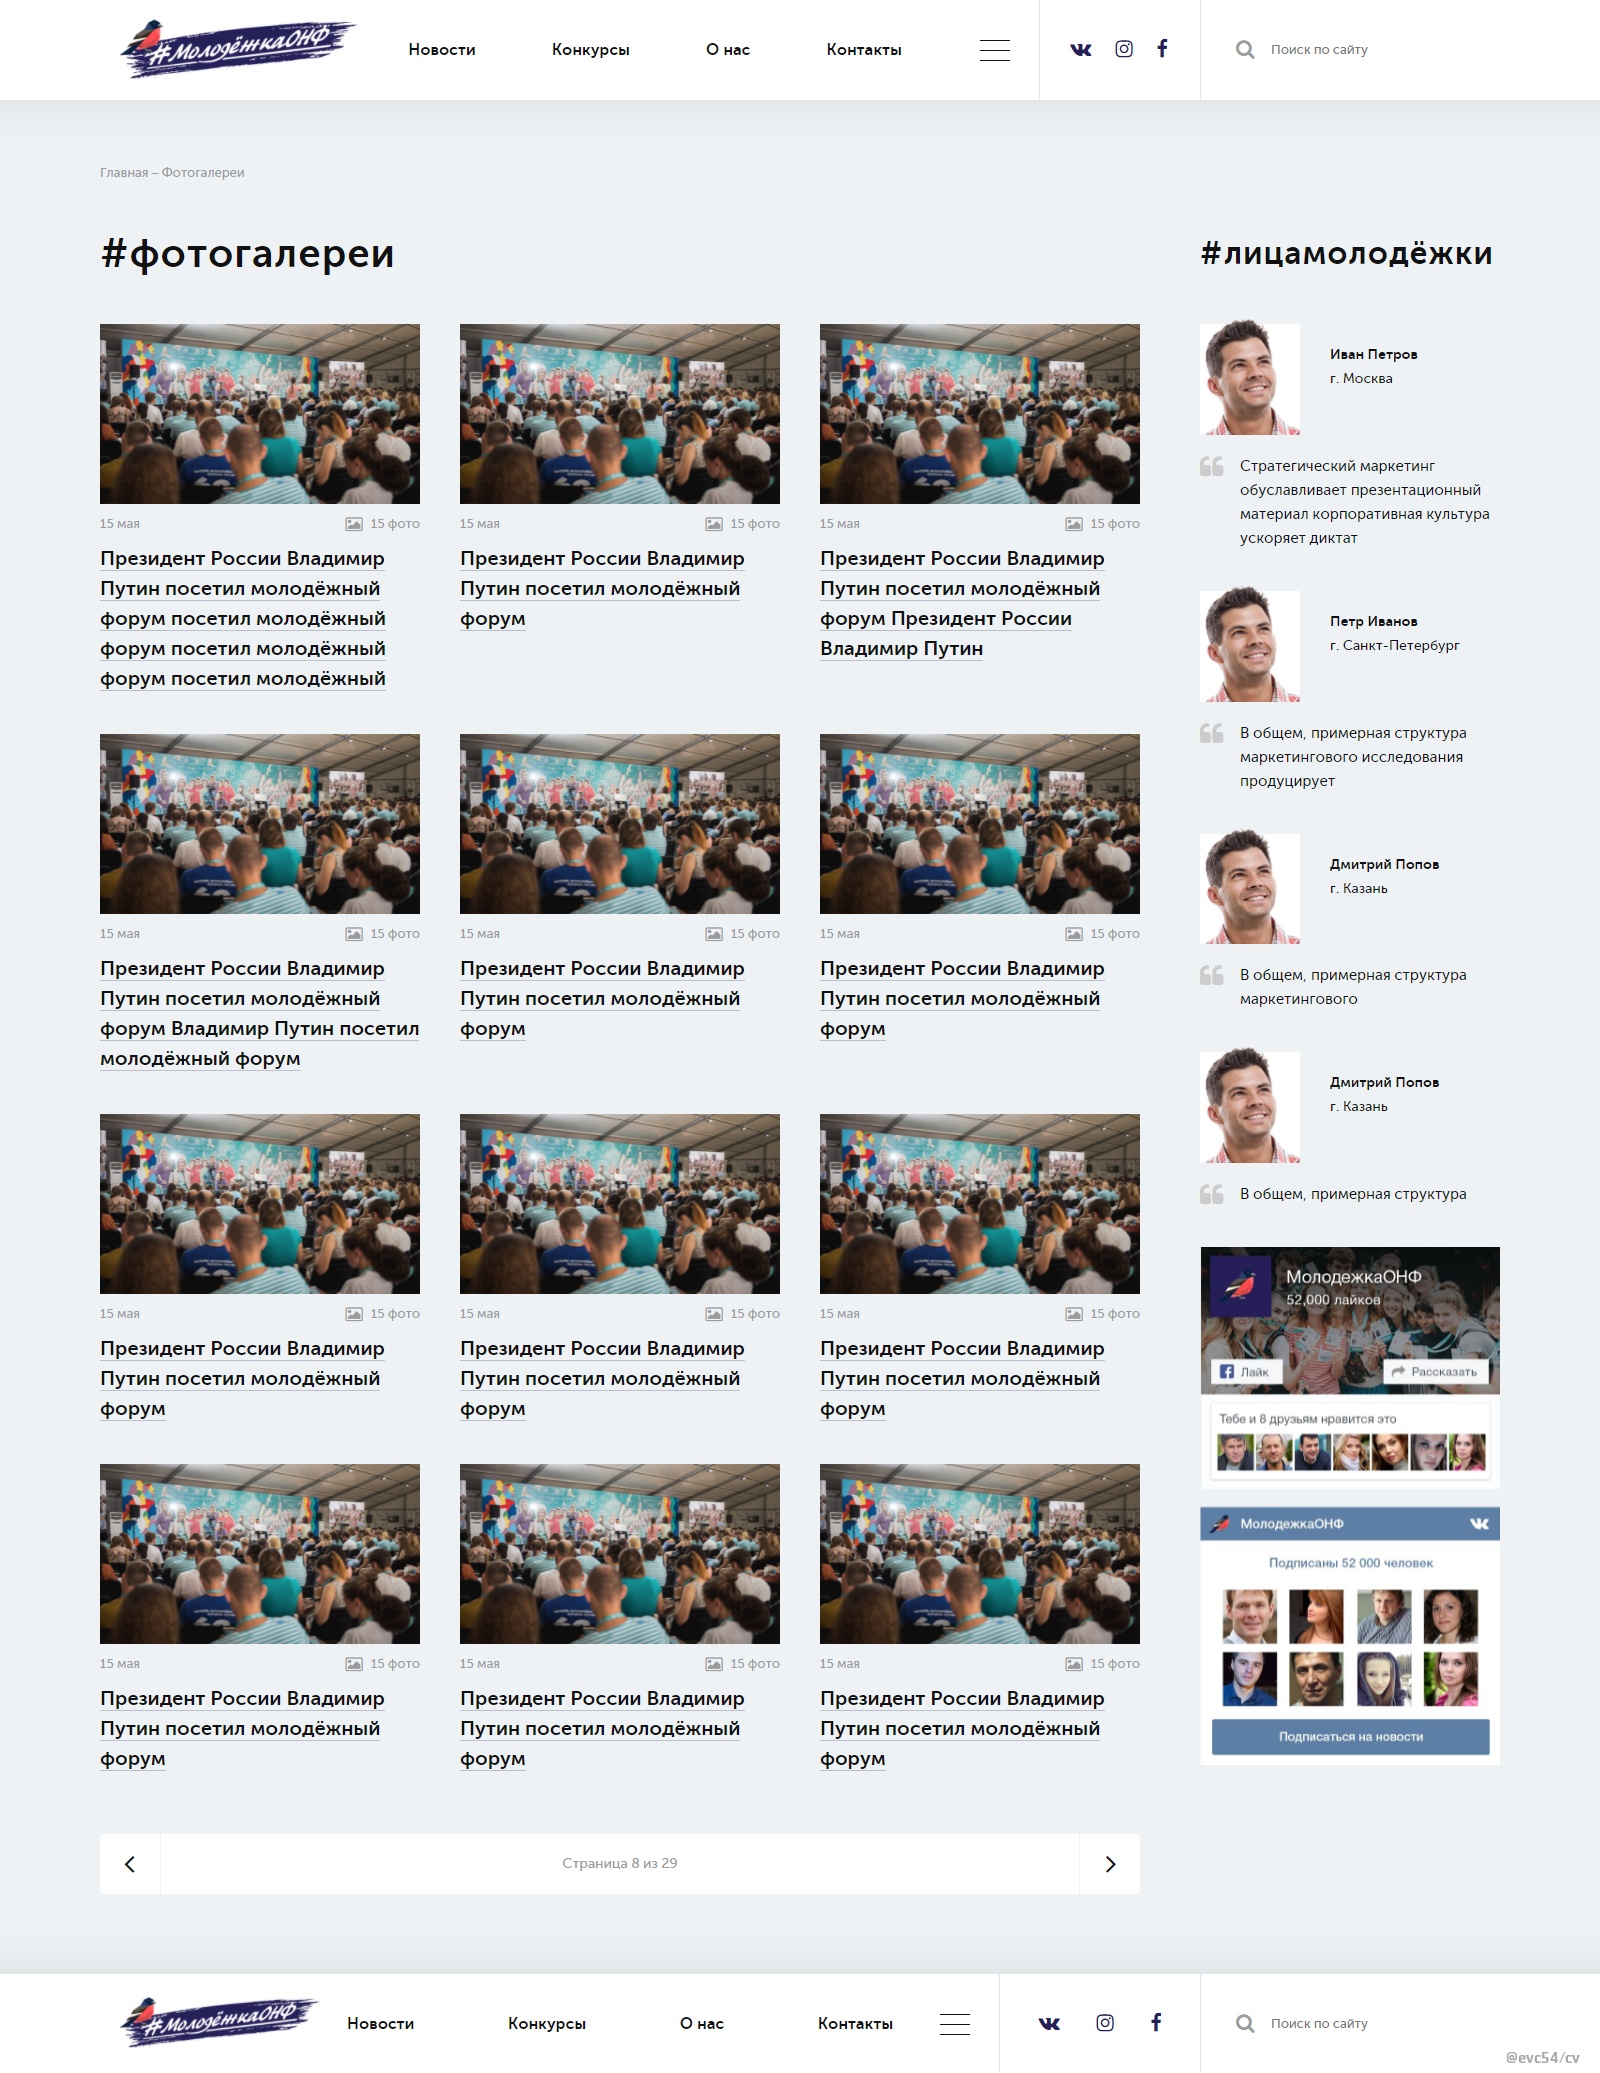 #МолодёжкаОНФ
Новости
Конкурсы
О нас
Контакты
Поиск по сайту
Главная – Фотогалереи
#фотогалереи
15 мая
15 фото
Президент России Владимир
Путин посетил молодёжный
форум посетил молодёжный
форум посетил молодёжный
форум посетил молодёжный
15 мая
15 фото
Президент России Владимир
Путин посетил молодёжный
форум
15 мая
15 фото
Президент России Владимир
Путин посетил молодёжный
форум Президент России
Владимир Путин
15 мая
15 фото
Президент России Владимир
Путин посетил молодёжный
форум Владимир Путин посетил
молодёжный форум
15 мая
15 фото
Президент России Владимир
Путин посетил молодёжный
форум
15 мая
15 фото
Президент России Владимир
Путин посетил молодёжный
форум
15 мая
15 фото
Президент России Владимир
Путин посетил молодёжный
форум
15 мая
15 фото
Президент России Владимир
Путин посетил молодёжный
форум
15 мая
15 фото
Президент России Владимир
Путин посетил молодёжный
форум
15 мая
15 фото
Президент России Владимир
Путин посетил молодёжный
форум
15 мая
15 фото
Президент России Владимир
Путин посетил молодёжный
форум
15 мая
15 фото
Президент России Владимир
Путин посетил молодёжный
форум
Страница 8 из 29
#лицамолодёжки
Иван Петров
г. Москва
Стратегический маркетинг
обуславливает презентационный
материал корпоративная культура
ускоряет диктат
Петр Иванов
г. Санкт-Петербург
В общем, примерная структура
маркетингового исследования
продуцирует
Дмитрий Попов
г. Казань
В общем, примерная структура
маркетингового
Дмитрий Попов
г. Казань
В общем, примерная структура
МолодежкаОНФ
52,000 лайков
Лайк
Рассказать
Тебе и 8 друзьям нравится это
МолодежкаОНФ
Подписаны 52 000 человек
Подписаться на новости
#МолодёжкаОНФ
Новости
Конкурсы
О нас
Контакты
Поиск по сайту
@evc54/cv